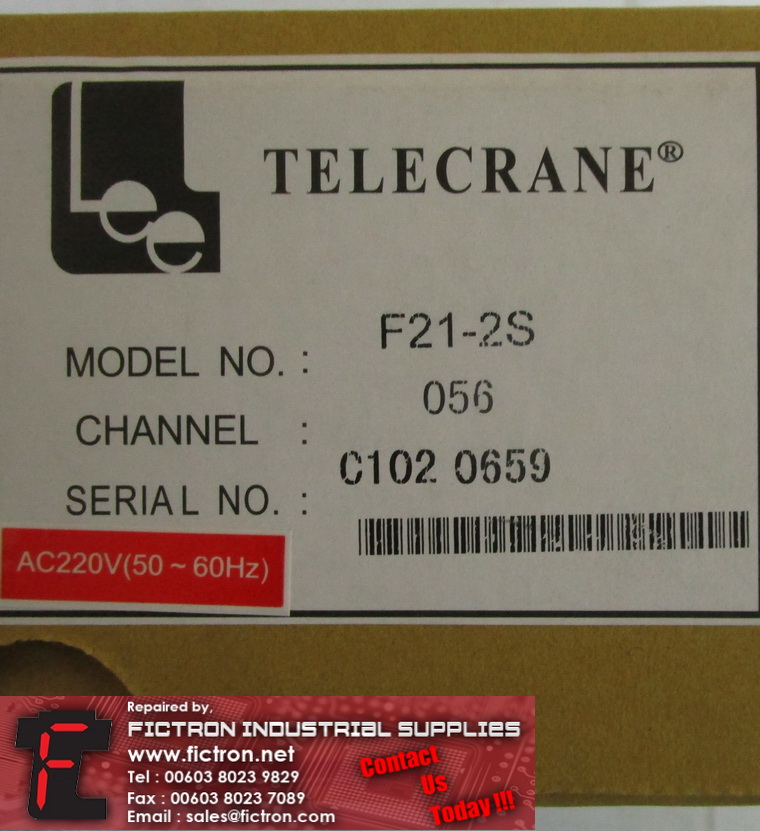 Lee
TELECRANE®
MODEL NO. : F21-2S
CHANNEL : 056
SERIAL NO. : C102 0659
AC220V(50 ~ 60Hz)
Repaired by,
FICTRON INDUSTRIAL SUPPLIES
www.fictron.net
Tel : 00603 8023 9829
Fax : 00603 8023 7089
Email : sales@fictron.com
Contact
Us
Today !!!